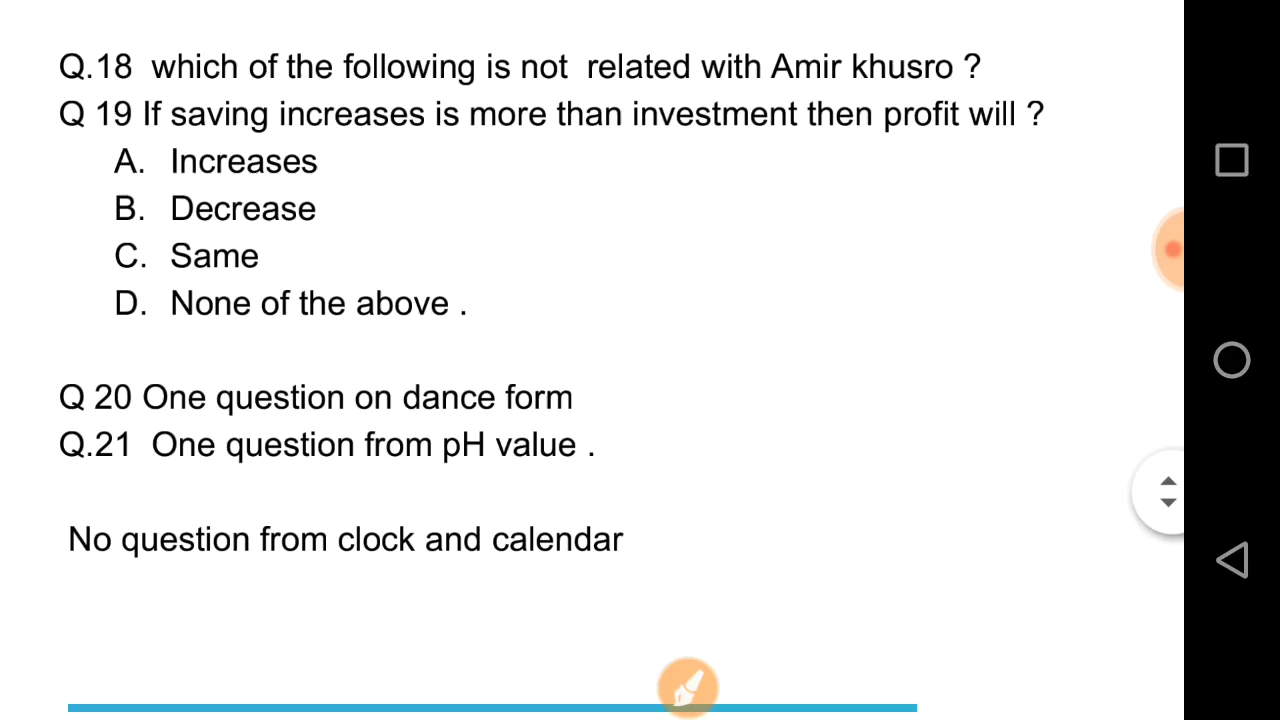 Q.18 which of the following is not related with Amir khusro ?
Q 19 If saving increases is more than investment then profit will ?
A. Increases
B. Decrease
C. Same
D. None of the above .
Q 20 One question on dance form
Q.21 One question from pH value .
No question from clock and calendar